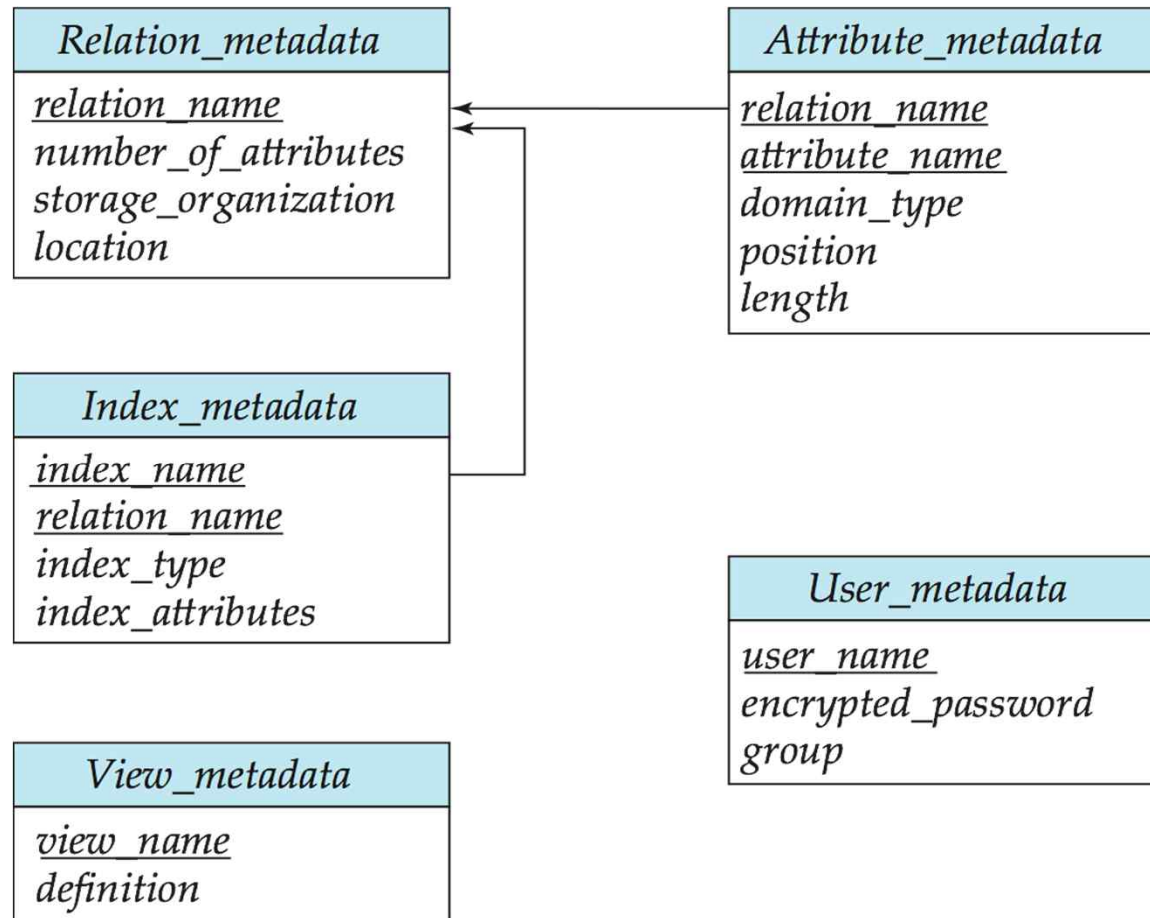 Relation_metadata
relation_name
number_of_attributes
storage_organization
location
Attribute_metadata
relation_name
attribute_name
domain_type
position
length
Index_metadata
index_name
relation_name
index_type
index_attributes
User_metadata
user_name
encrypted_password
group
View_metadata
view_name
definition